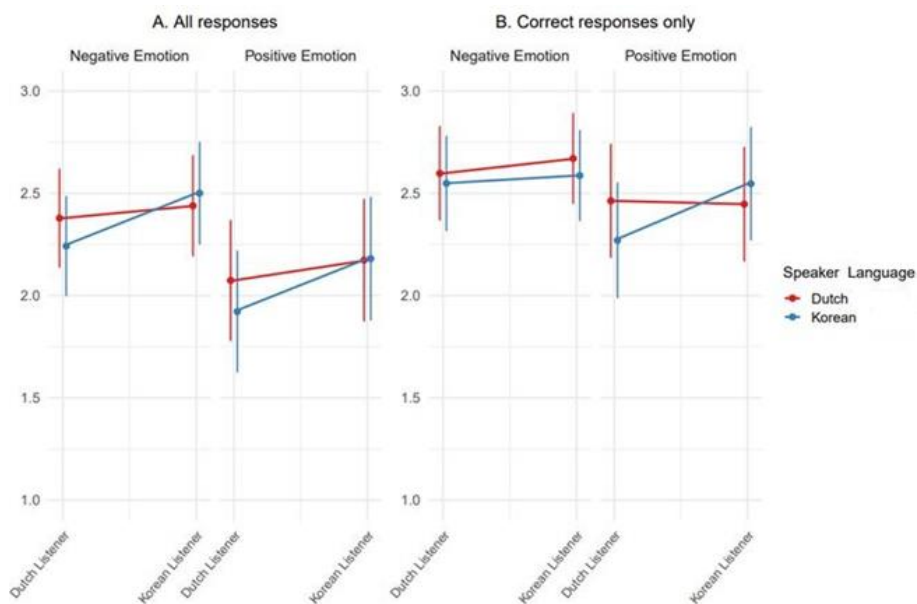 A. All responses
B. Correct responses only
Negative Emotion
Positive Emotion
Negative Emotion
Positive Emotion
3.0
2.5
2.0
1.5
1.0
3.0
2.5
2.0
1.5
1.0
Dutch Listener
Korean Listener
Dutch Listener
Korean Listener
Dutch Listener
Korean Listener
Dutch Listener
Korean Listener
Speaker Language
Dutch
Korean